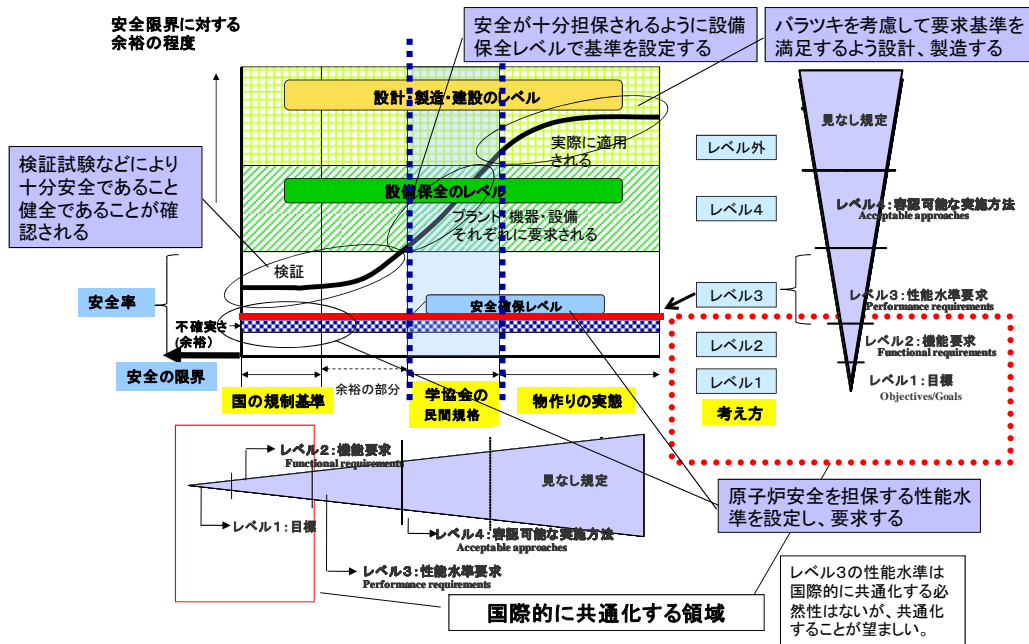 安全限界に対する
余裕の程度
安全が十分担保されるように設備
保全レベルで基準を設定する
バラツキを考慮して要求基準を
満足するよう設計、製造する
設計・製造・建設のレベル
実際に適用
される
検証試験などにより
十分安全であること
健全であることが確
認される
設備保全のレベル
プラント・機器・設備
それぞれに要求される
検証
安全率
安全確保レベル
不確実さ
(余裕)
安全の限界
国の規制基準
余裕の部分
学協会の
民間規格
物作りの実態
レベル外
レベル4
レベル3
レベル2
レベル1
考え方
見なし規定
レベル4:容認可能な実施方法
Acceptable approaches
レベル3:性能水準要求
Performance requirements
レベル2:機能要求
Functional requirements
レベル1:目標
Objectives/Goals
レベル2:機能要求
Functional requirements
見なし規定
レベル1:目標
レベル4:容認可能な実施方法
Acceptable approaches
レベル3:性能水準要求
Performance requirements
原子炉安全を担保する性能水
準を設定し、要求する
国際的に共通化する領域
レベル3の性能水準は
国際的に共通化する必
然性はないが、共通化
することが望ましい。